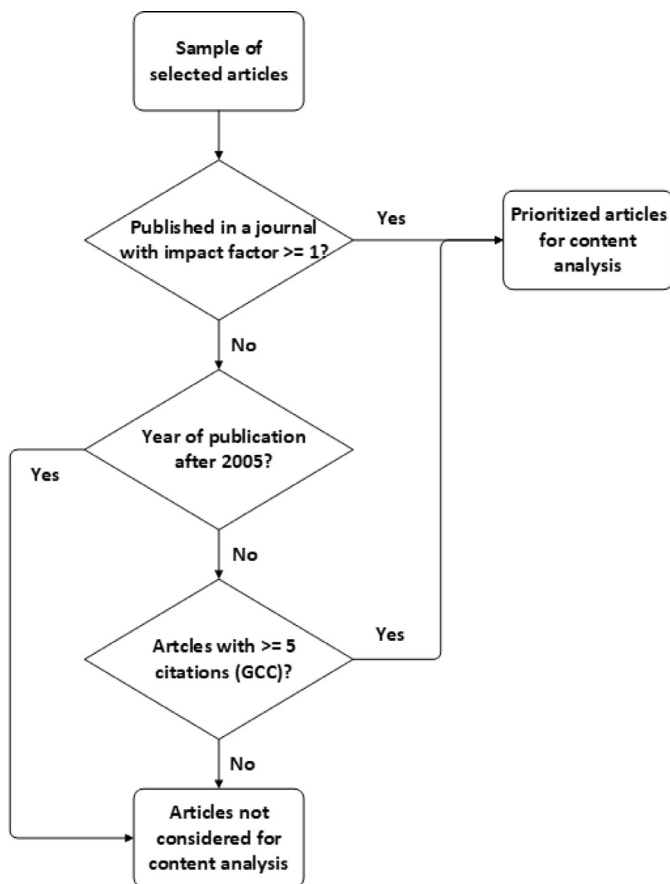 Sample of
selected articles
Published in a journal
with impact factor >= 1?
Yes
Prioritized articles
for content
analysis
No
Year of publication
after 2005?
Yes
No
Artcles with >= 5
citations (GCC)?
Yes
No
Articles not
considered for
content analysis